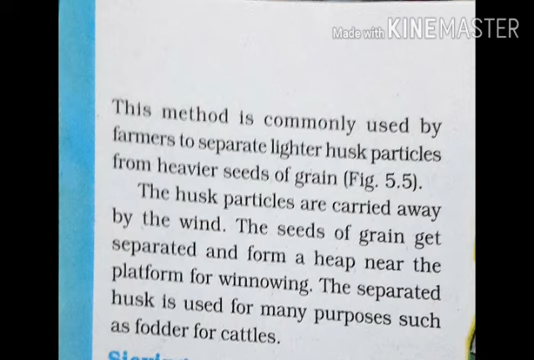 Made with KINEMASTER
This method is commonly used by
farmers to separate lighter husk particles
from heavier seeds of grain (Fig. 5.5).
The husk particles are carried away
by the wind. The seeds of grain get
separated and form a heap near the
platform for winnowing. The separated
husk is used for many purposes such
as fodder for cattles.